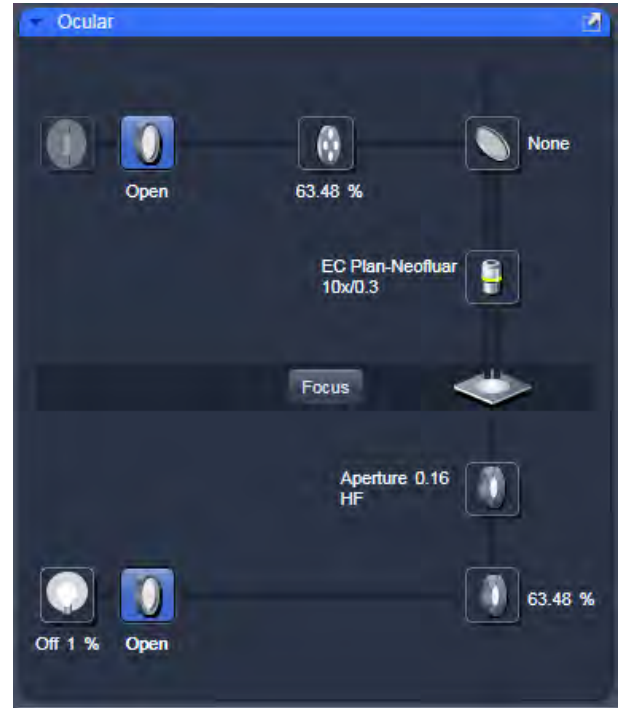 Ocular
None
Open
63.48 %
EC Plan-Neofluar
10x/0.3
Focus
Aperture 0.16
HF
63.48 %
Off 1 %
Open